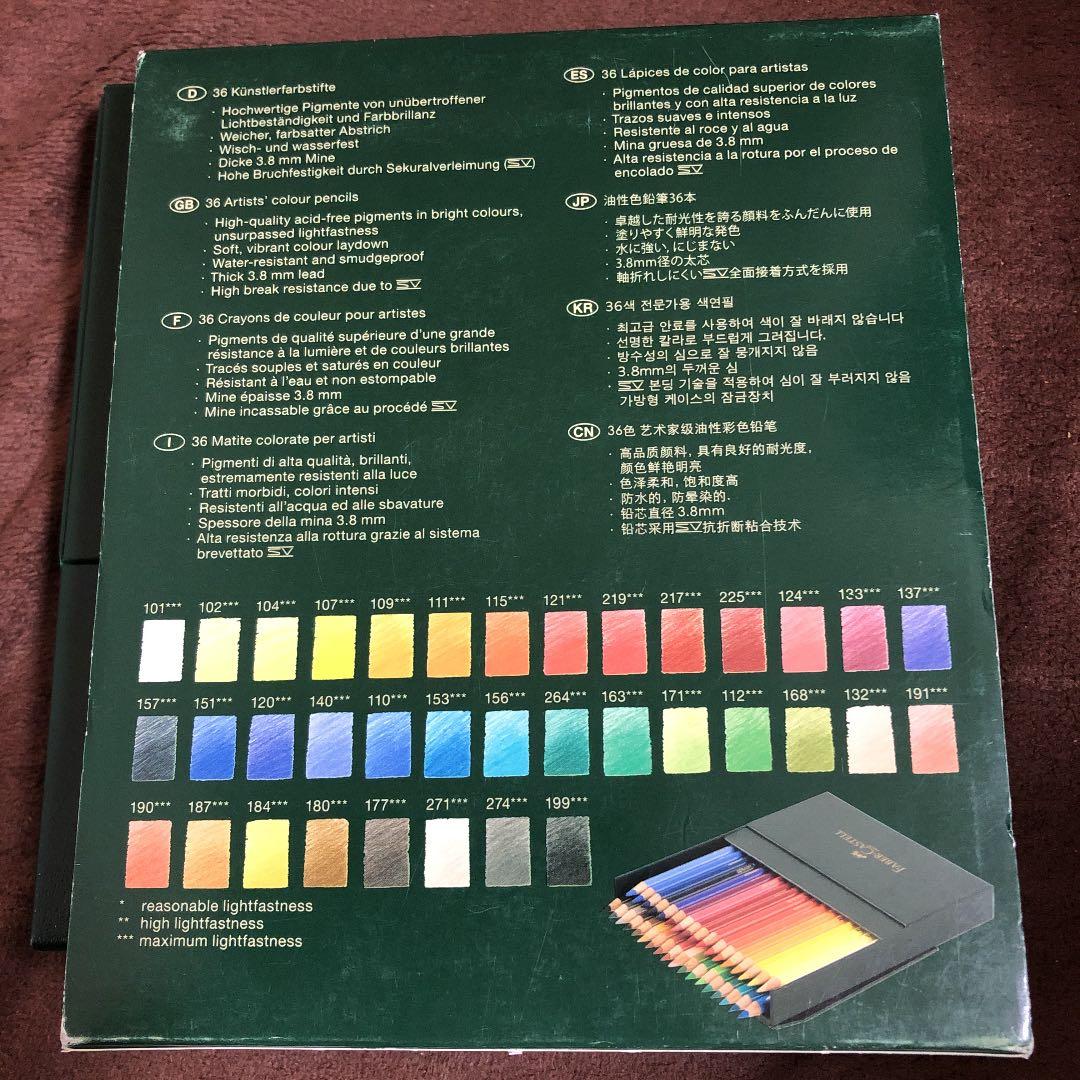 D 36 Künstlerfarbstifte
· Hochwertige Pigmente von unübertroffener
Lichtbeständigkeit und Farbbrillanz
· Weicher, farbsatter Abstrich
· Wisch- und wasserfest
· Dicke 3.8 mm Mine
· Hohe Bruchfestigkeit durch Sekuralverleimung (SV)
GB 36 Artists' colour pencils
· High-quality acid-free pigments in bright colours,
unsurpassed lightfastness
· Soft, vibrant colour laydown
· Water-resistant and smudgeproof
· Thick 3.8 mm lead
· High break resistance due to SV
F 36 Crayons de couleur pour artistes
· Pigments de qualité supérieure d'une grande
résistance à la lumière et de couleurs brillantes
· Tracés souples et saturés en couleur
· Résistant à l'eau et non estompable
· Mine épaisse 3.8 mm
· Mine incassable grâce au procédé SV
I 36 Matite colorate per artisti
· Pigmenti di alta qualità, brillanti,
estremamente resistenti alla luce
· Tratti morbidi, colori intensi
· Resistenti all'acqua ed alle sbavature
· Spessore della mina 3.8 mm
· Alta resistenza alla rottura grazie al sistema
brevettato SV
ES 36 Lápices de color para artistas
· Pigmentos de calidad superior de colores
brillantes y con alta resistencia a la luz
· Trazos suaves e intensos
· Resistente al roce y al agua
· Mina gruesa de 3.8 mm
· Alta resistencia a la rotura por el proceso de
encolado SV
JP 油性色鉛筆36本
· 卓越した耐光性を誇る顔料をふんだんに使用
· 塗りやすく鮮明な発色
· 水に強い, にじまない
· 3.8mm径の太芯
· 軸折れしにくいSV全面接着方式を採用
KR 36색 전문가용 색연필
· 최고급 안료를 사용하여 색이 잘 바래지 않습니다
· 선명한 칼라로 부드럽게 그려집니다.
· 방수성의 심으로 잘 뭉개지지 않음
· 3.8mm의 두꺼운 심
· SV 본딩 기술을 적용하여 심이 잘 부러지지 않음
가방형 케이스의 잠금장치
CN 36色 艺术家级油性彩色铅笔
· 高品质颜料, 具有良好的耐光度,
颜色鲜艳明亮
· 色泽柔和, 饱和度高
· 防水的, 防晕染的.
· 铅芯直径3.8mm
· 铅芯采用SV抗折断粘合技术
101*** 102*** 104*** 107*** 109*** 111*** 115*** 121*** 219*** 217*** 225*** 124*** 133*** 137***
157*** 151*** 120*** 140*** 110*** 153*** 156*** 264*** 163*** 171*** 112*** 168*** 132*** 191***
190*** 187*** 184*** 180*** 177*** 271*** 274*** 199***
* reasonable lightfastness
** high lightfastness
*** maximum lightfastness
FABER-CASTELL